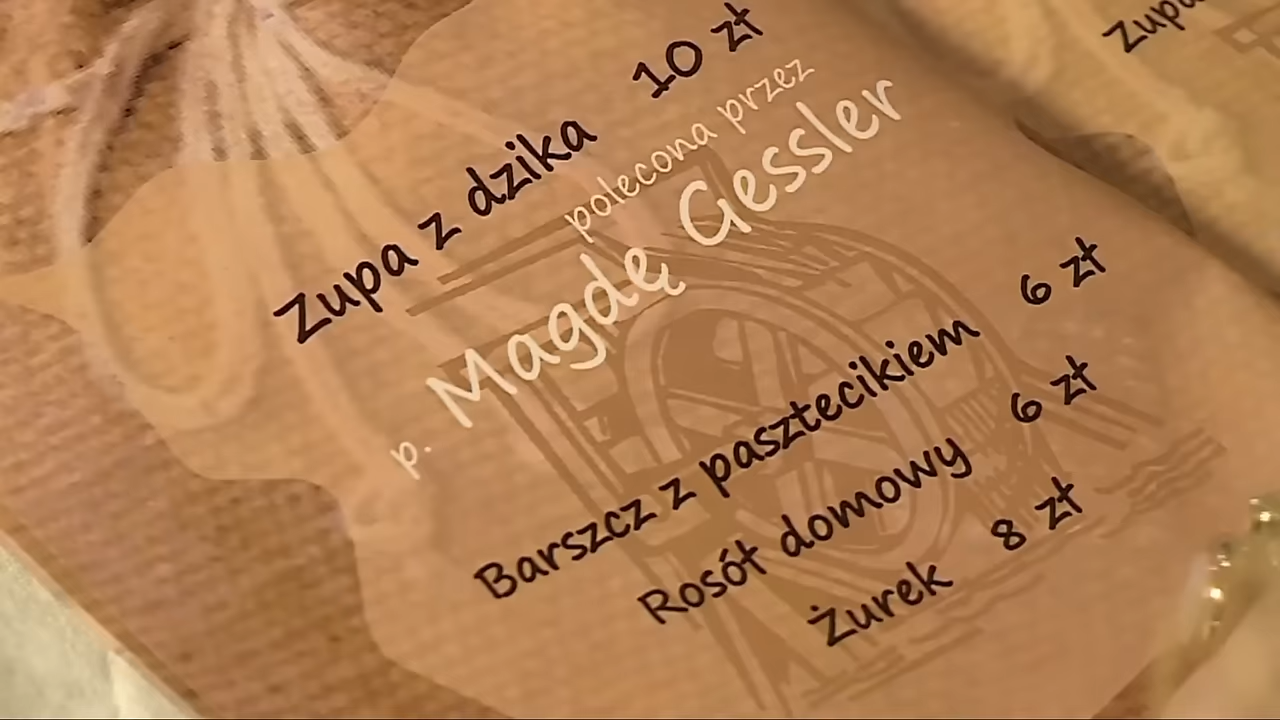 Zupa z dzika 10 zł
polecona przez
p. Magdę Gessler
Barszcz z pasztecikiem 6 zł
Rosół domowy 6 zł
Żurek 8 zł
Zupa